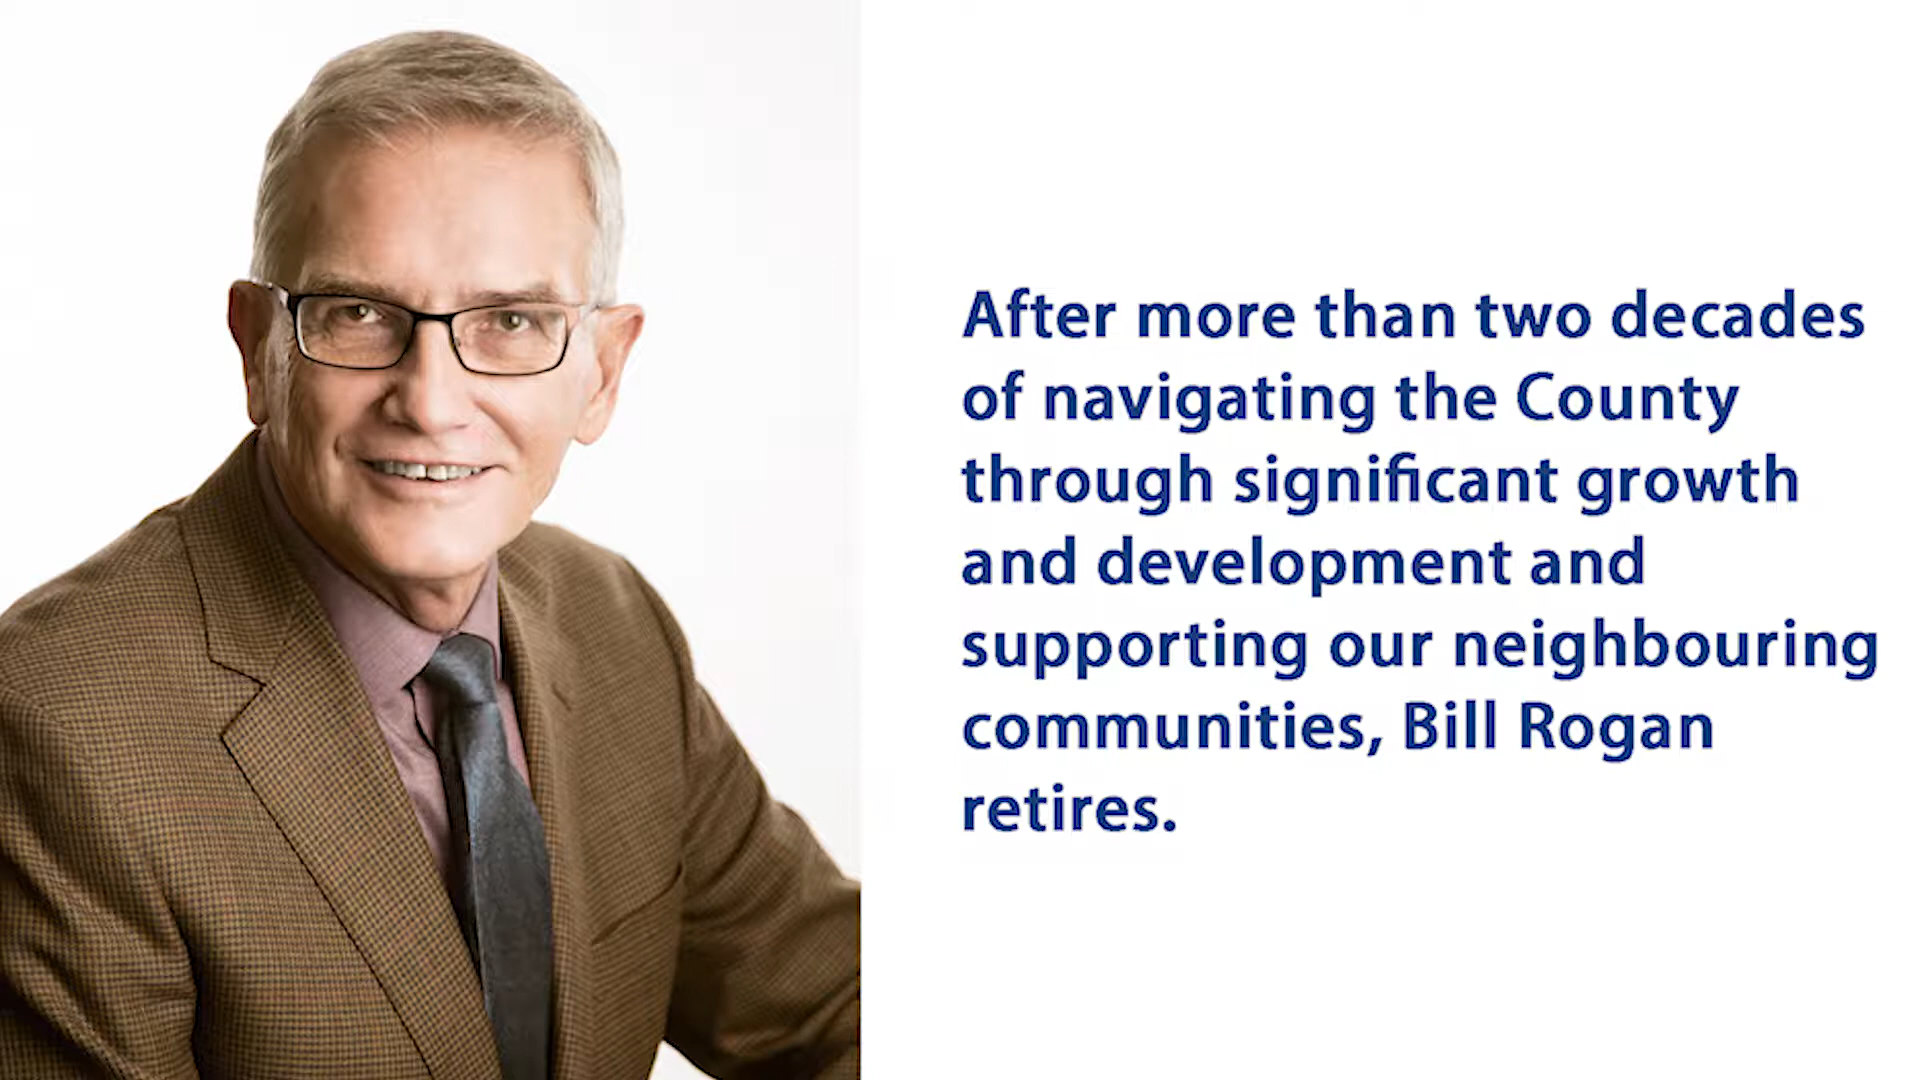 After more than two decades
of navigating the County
through significant growth
and development and
supporting our neighbouring
communities, Bill Rogan
retires.